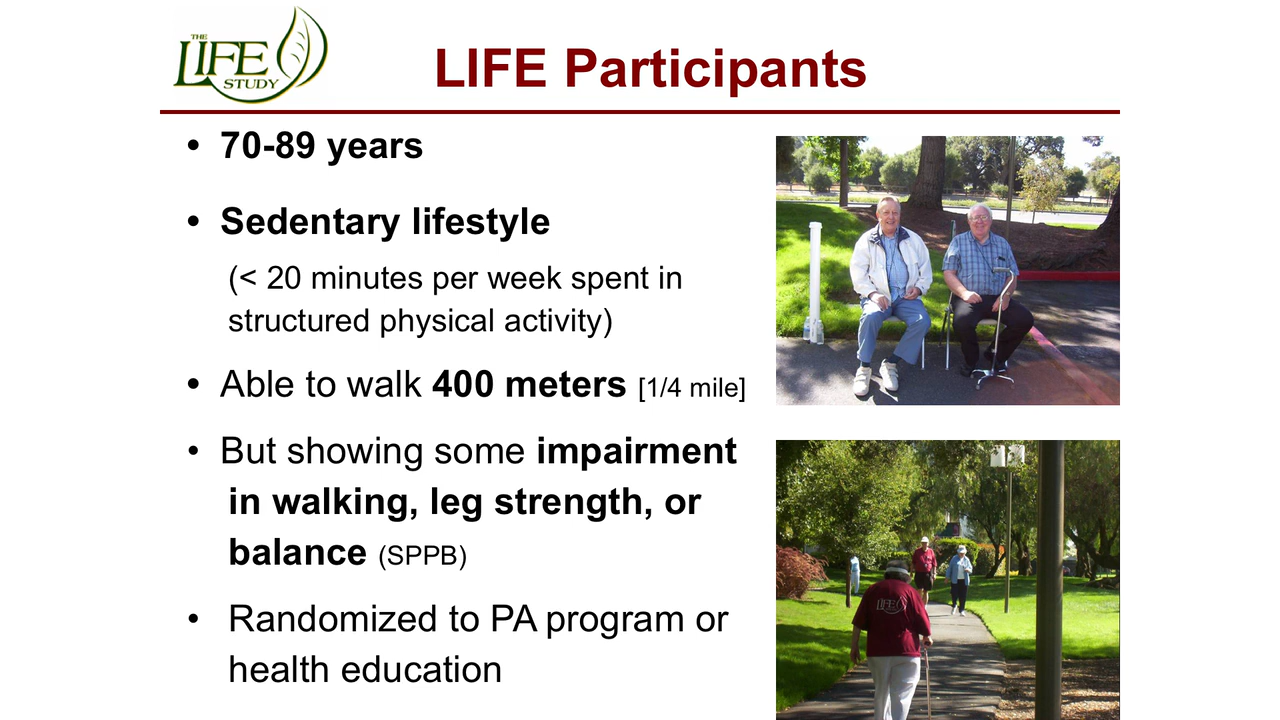 THE
LIFE
STUDY
LIFE Participants
• 70-89 years
• Sedentary lifestyle
(< 20 minutes per week spent in
structured physical activity)
• Able to walk 400 meters [1/4 mile]
• But showing some impairment
in walking, leg strength, or
balance (SPPB)
• Randomized to PA program or
health education
LIFE